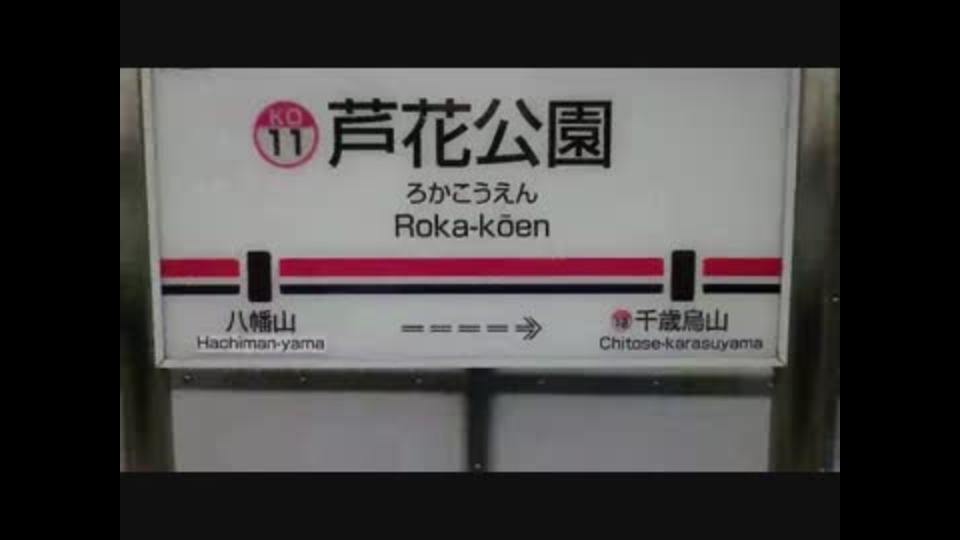 KO
11
芦花公園
ろかこうえん
Roka-kōen
八幡山
Hachiman-yama
12 千歳烏山
Chitose-karasuyama